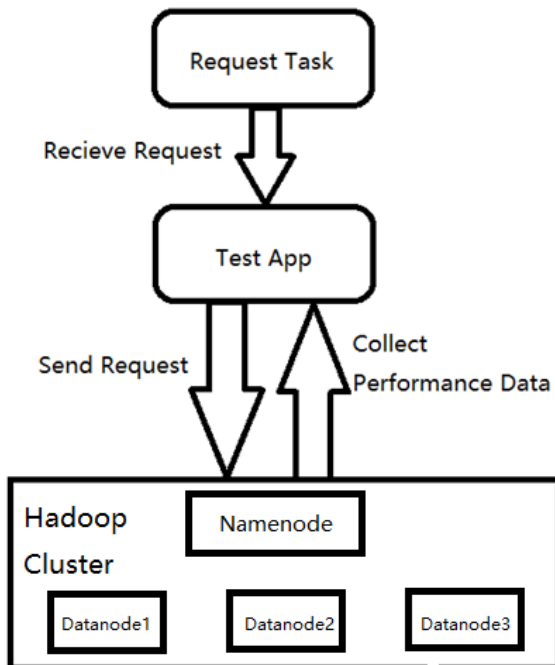 Request Task
Recieve Request
Test App
Send Request
Collect
Performance Data
Hadoop
Cluster
Namenode
Datanode1
Datanode2
Datanode3